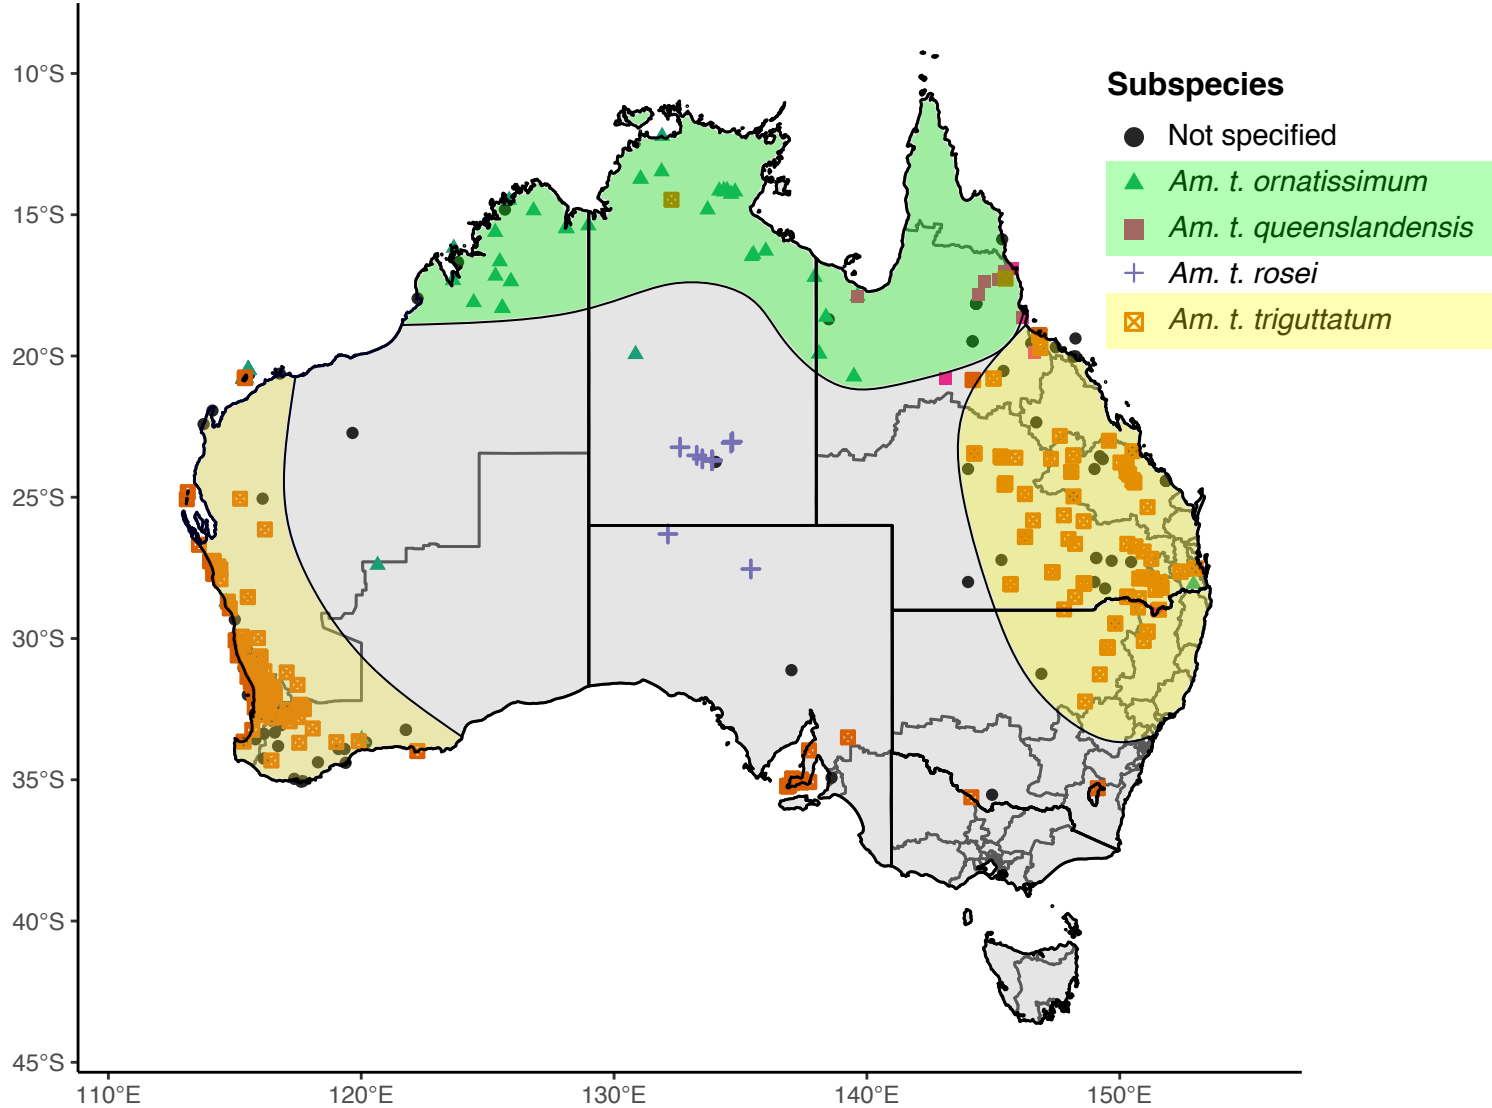 Subspecies
Not specified
Am. t. ornatissimum
Am. t. queenslandensis
Am. t. rosei
Am. t. triguttatum
10°S
15°S
20°S
25°S
30°S
35°S
40°S
45°S
110°E
120°E
130°E
140°E
150°E